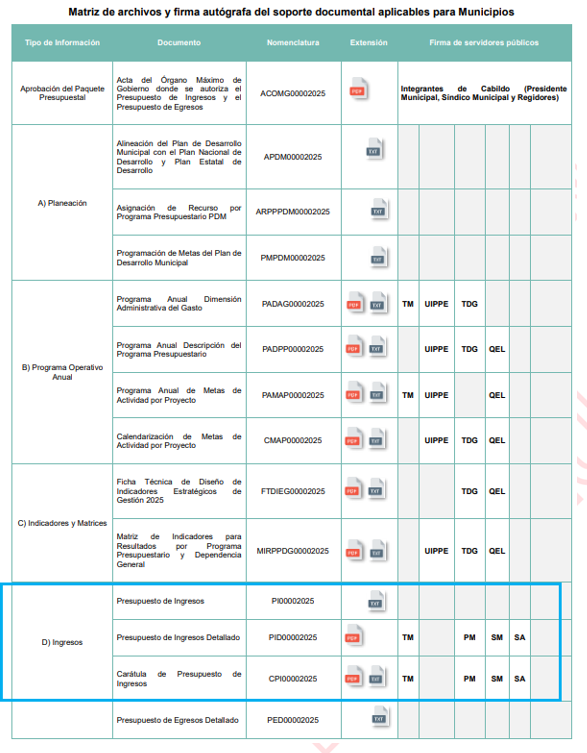 Matriz de archivos y firma autógrafa del soporte documental aplicables para Municipios
Tipo de Información Documento Nomenclatura Extensión Firma de servidores públicos
Aprobación del Paquete Presupuestal
Acta del Órgano Máximo de
Gobierno donde se autoriza el
Presupuesto de Ingresos y el
Presupuesto de Egresos
ACOMG00002025
PDF
Integrantes de Cabildo (Presidente
Municipal, Síndico Municipal y Regidores)
A) Planeación
Alineación del Plan de Desarrollo
Municipal con el Plan Nacional de
Desarrollo y Plan Estatal de
Desarrollo
APDM00002025
TXT
Asignación de Recurso por
Programa Presupuestario PDM
ARPPPDM00002025
TXT
Programación de Metas del Plan de
Desarrollo Municipal
PMPDM00002025
TXT
B) Programa Operativo
Anual
Programa Anual Dimensión
Administrativa del Gasto
PADAG00002025
PDF TXT
TM UIPPE TDG
Programa Anual Descripción del
Programa Presupuestario
PADPP00002025
PDF TXT
UIPPE TDG QEL
Programa Anual de Metas de
Actividad por Proyecto
PAMAP00002025
PDF TXT
TM UIPPE QEL
Calendarización de Metas de
Actividad por Proyecto
CMAP00002025
PDF TXT
UIPPE TDG QEL
C) Indicadores y Matrices
Ficha Técnica de Diseño de
Indicadores Estratégicos de
Gestión 2025
FTDIEG00002025
PDF TXT
TDG QEL
Matriz de Indicadores para
Resultados por Programa
Presupuestario y Dependencia
General
MIRPPDG00002025
PDF TXT
UIPPE TDG QEL
D) Ingresos
Presupuesto de Ingresos
PI00002025
TXT
Presupuesto de Ingresos Detallado
PID00002025
PDF
TM PM SM SA
Carátula de Presupuesto de
Ingresos
CPI00002025
PDF TXT
TM PM SM SA
Presupuesto de Egresos Detallado
PED00002025
TXT